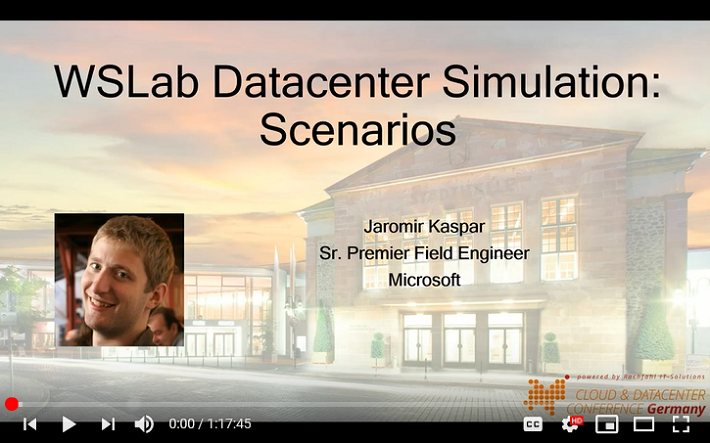 WSLab Datacenter Simulation:
Scenarios
Jaromir Kaspar
Sr. Premier Field Engineer
Microsoft
powered by Rachfahl IT-Solutions
CLOUD & DATACENTER
CONFERENCE Germany
0:00 / 1:17:45
CC
HD